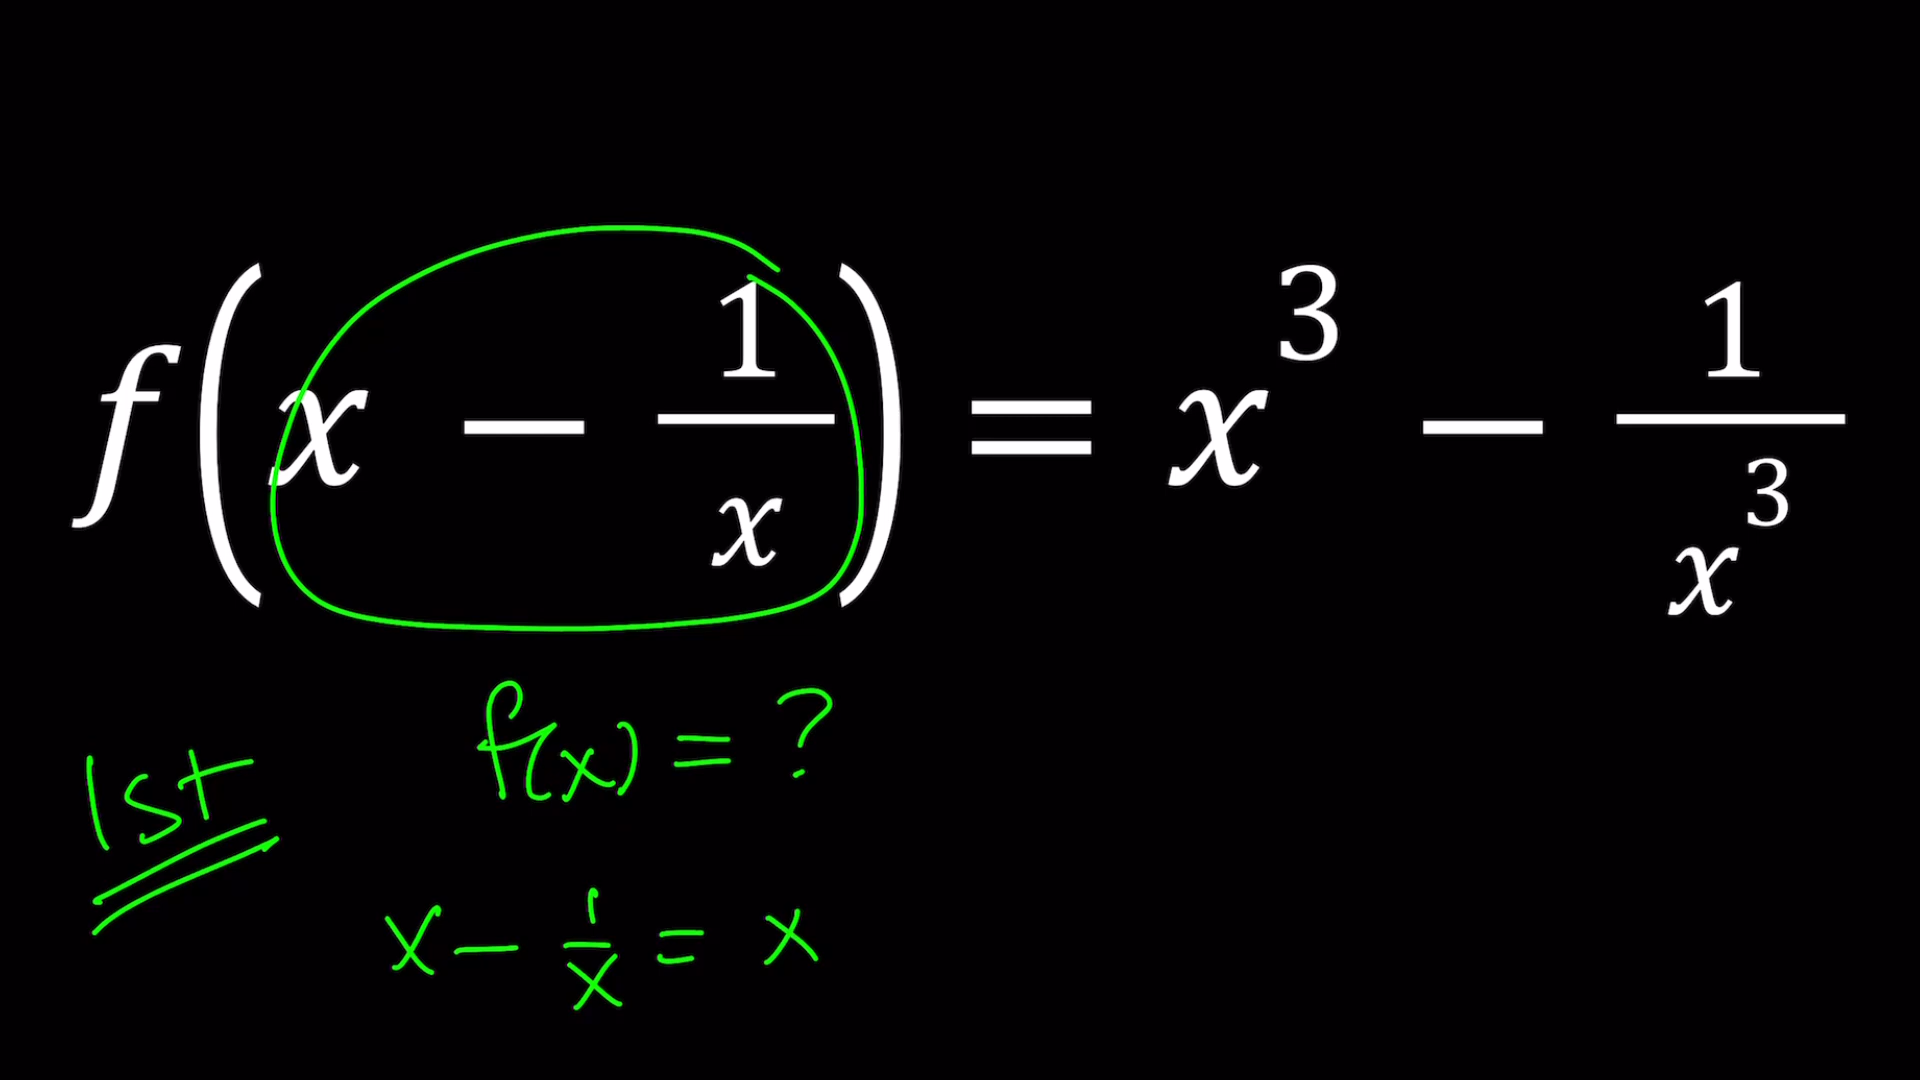 f(x − 1/x) = x³ − 1/x³
f(x) = ?
1st
x − 1/x = x